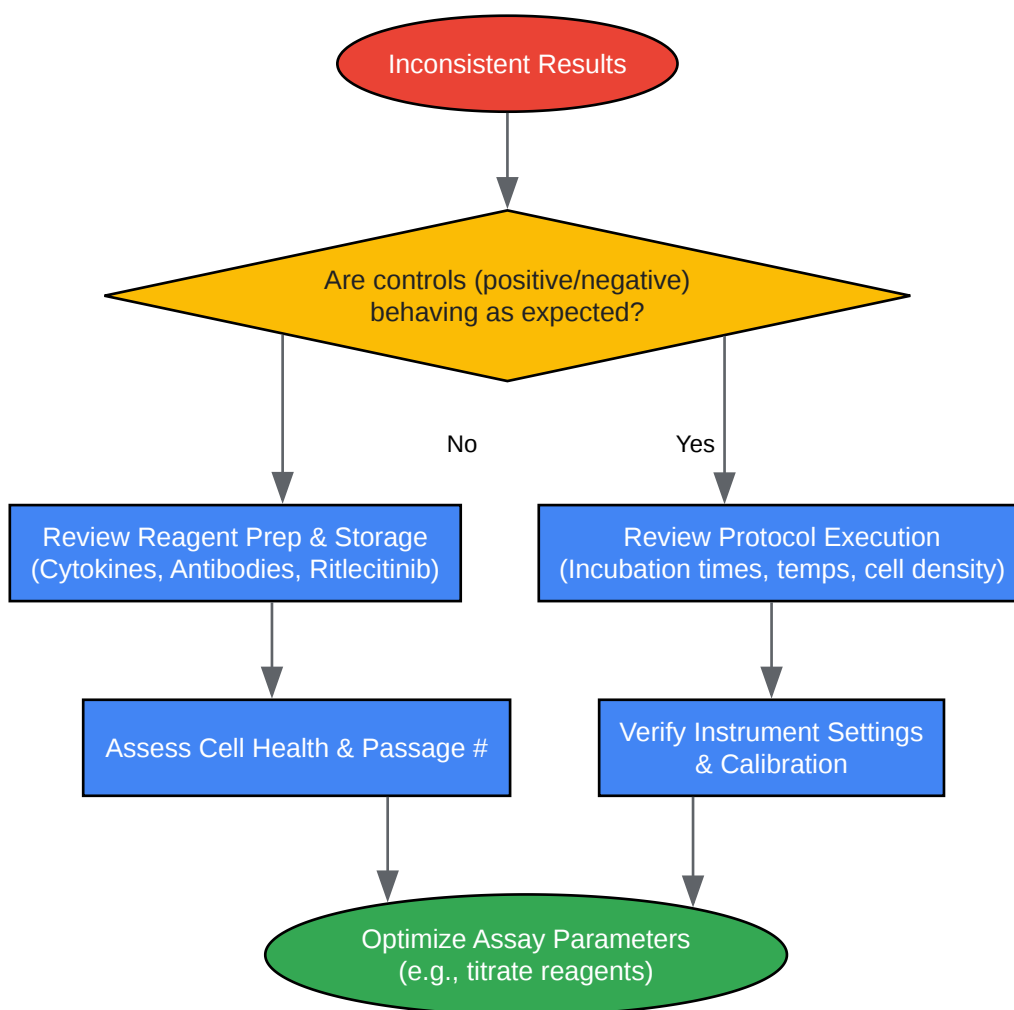 Inconsistent Results
Are controls (positive/negative)
behaving as expected?
No
Yes
Review Reagent Prep & Storage
(Cytokines, Antibodies, Ritlecitinib)
Review Protocol Execution
(Incubation times, temps, cell density)
Assess Cell Health & Passage #
Verify Instrument Settings
& Calibration
Optimize Assay Parameters
(e.g., titrate reagents)